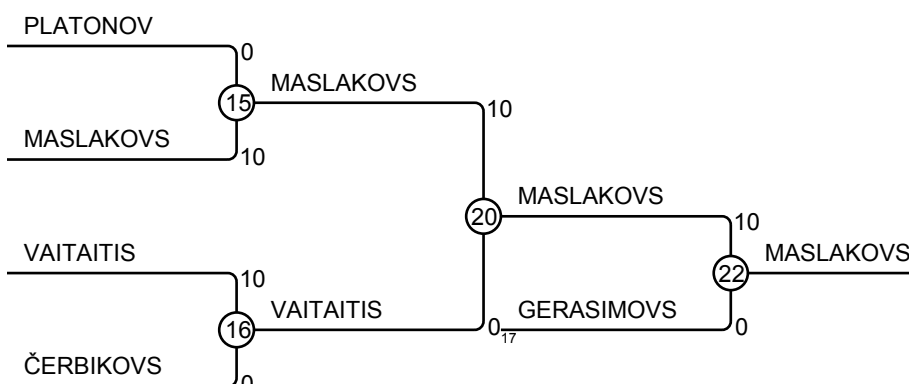 PLATONOV
0
15
MASLAKOVS
10
MASLAKOVS
10
20
MASLAKOVS
10
22
MASLAKOVS
VAITAITIS
10
16
VAITAITIS
0
17
GERASIMOVS
0
ČERBIKOVS
0